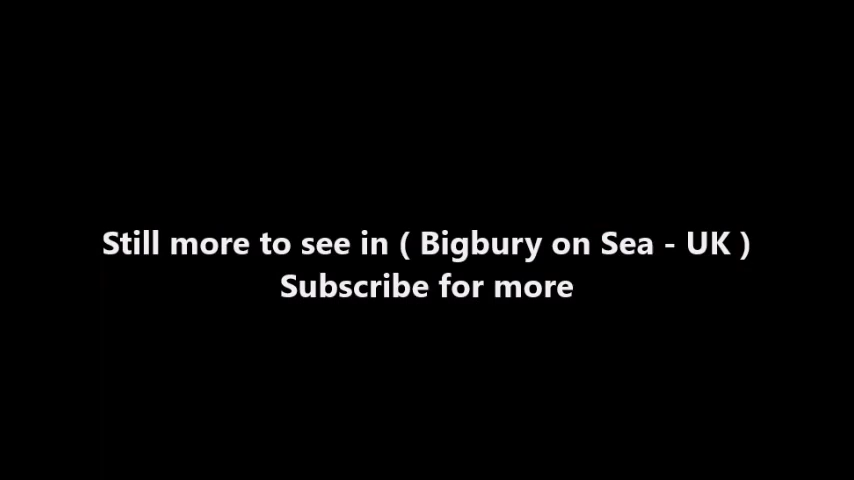 Still more to see in ( Bigbury on Sea - UK )
Subscribe for more